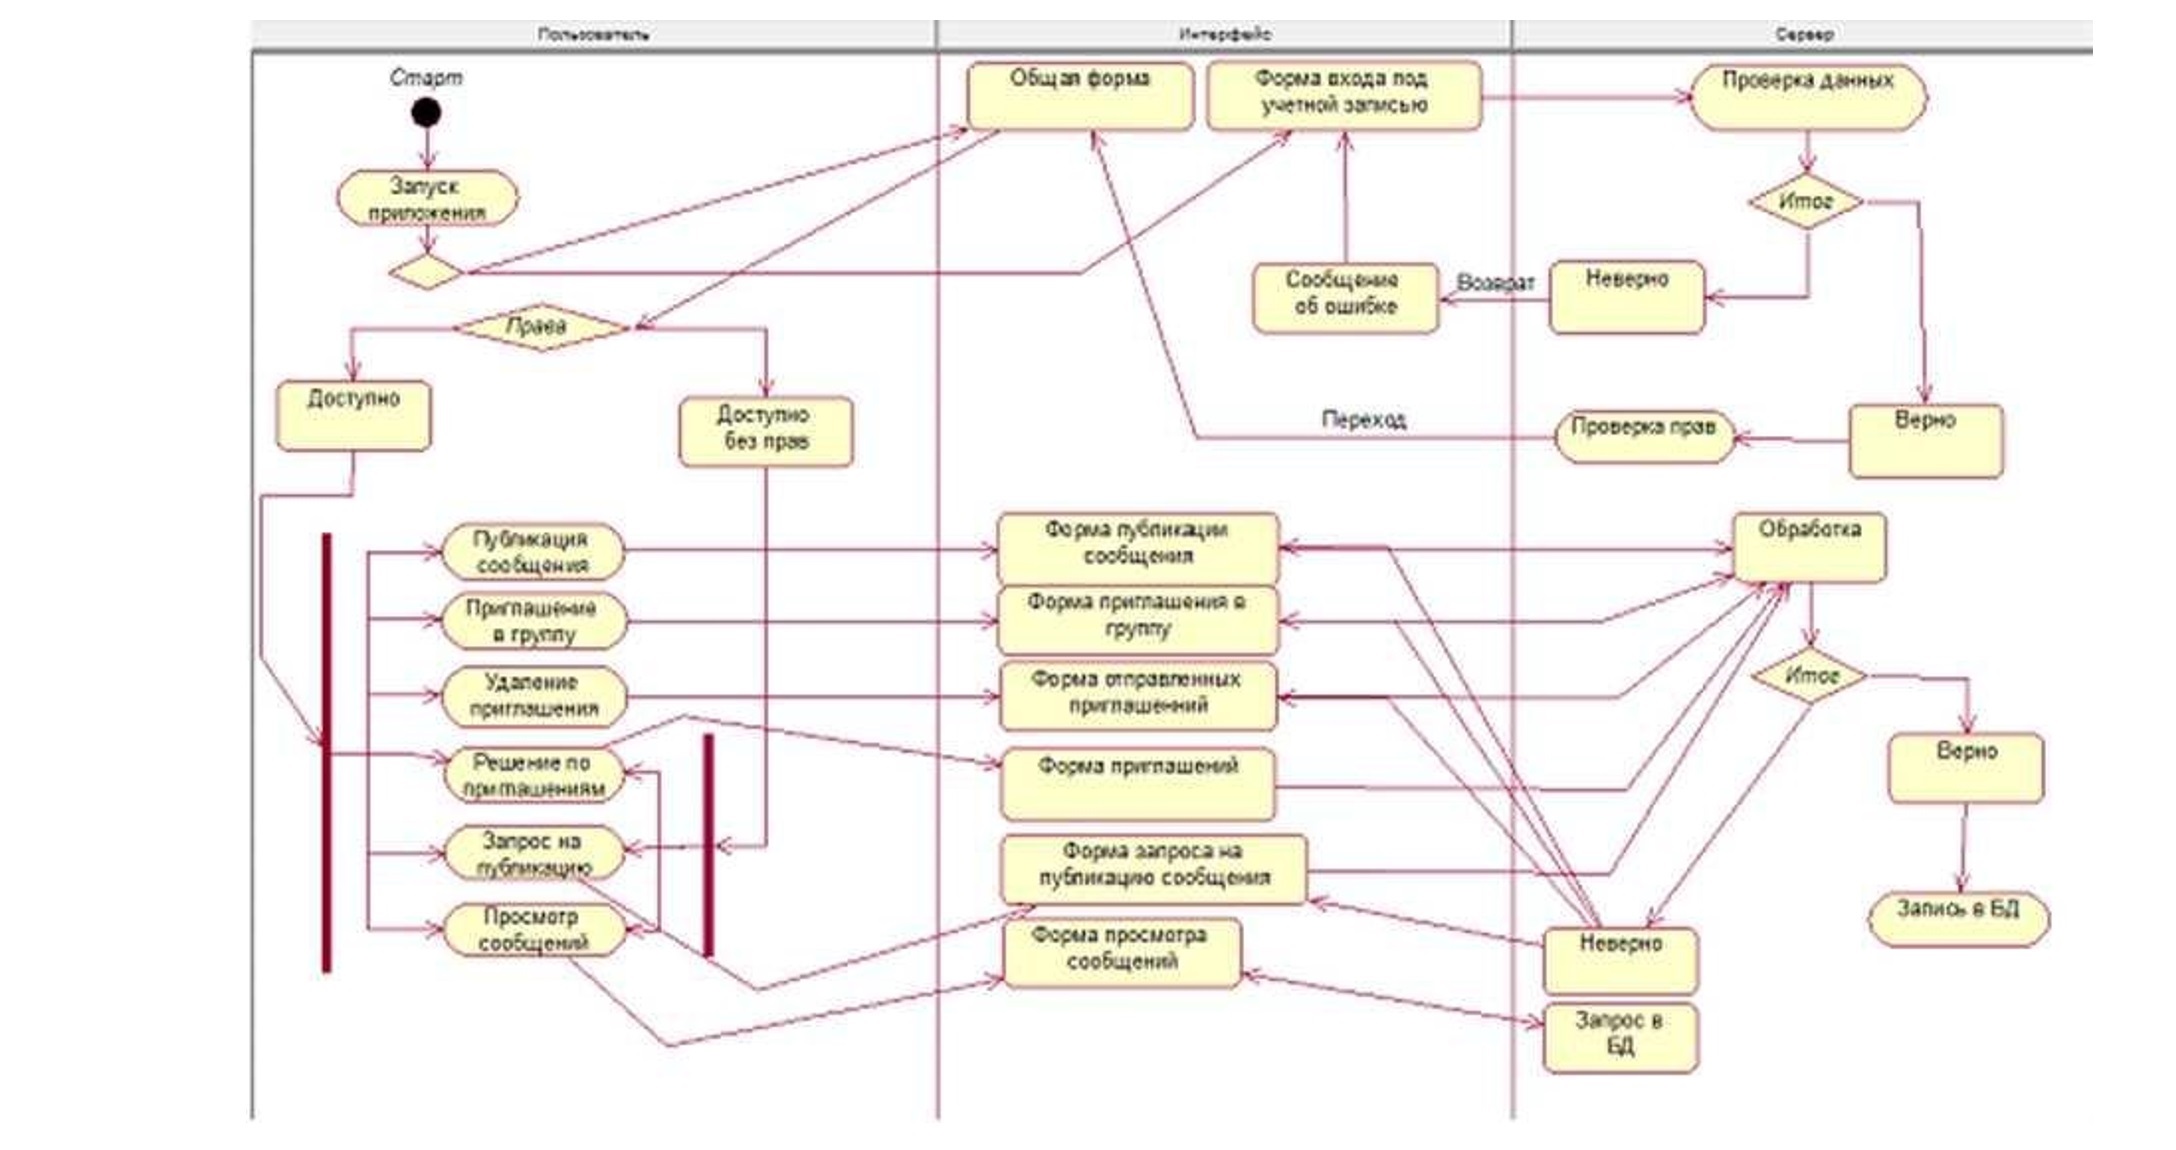 Пользователь
Интерфейс
Сервер
Старт
Запуск
приложения
Права
Доступно
Доступно
без прав
Публикация
сообщения
Приглашение
в группу
Удаление
приглашения
Решение по
приглашениям
Запрос на
публикацию
Просмотр
сообщений
Общая форма
Форма входа под
учетной записью
Сообщение
об ошибке
Возврат
Переход
Форма публикации
сообщения
Форма приглашения в
группу
Форма отправленных
приглашенний
Форма приглашений
Форма запроса на
публикацию сообщения
Форма просмотра
сообщений
Проверка данных
Итог
Неверно
Верно
Проверка прав
Обработка
Итог
Верно
Запись в БД
Неверно
Запрос в
БД